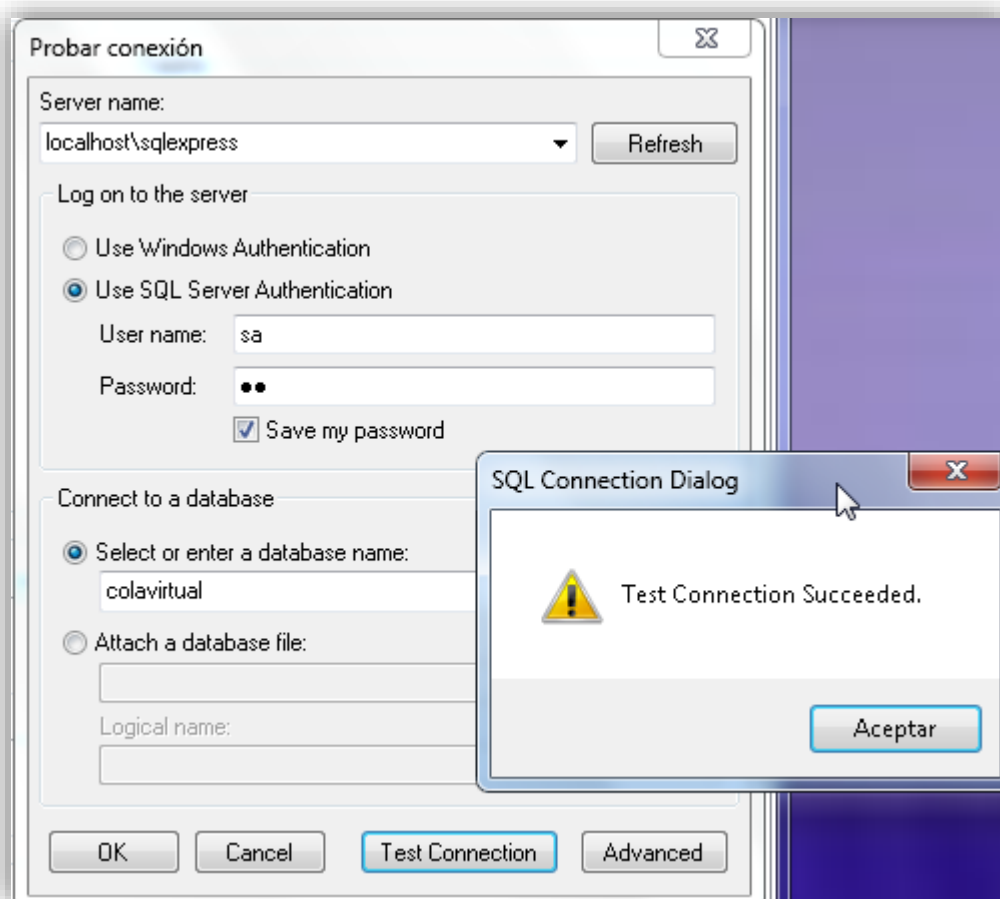 Probar conexión
Server name:
localhost\sqlexpress
Refresh
Log on to the server
Use Windows Authentication
Use SQL Server Authentication
User name:
sa
Password:
●●
Save my password
Connect to a database
Select or enter a database name:
colavirtual
Attach a database file:
Logical name:
SQL Connection Dialog
Test Connection Succeeded.
Aceptar
OK
Cancel
Test Connection
Advanced